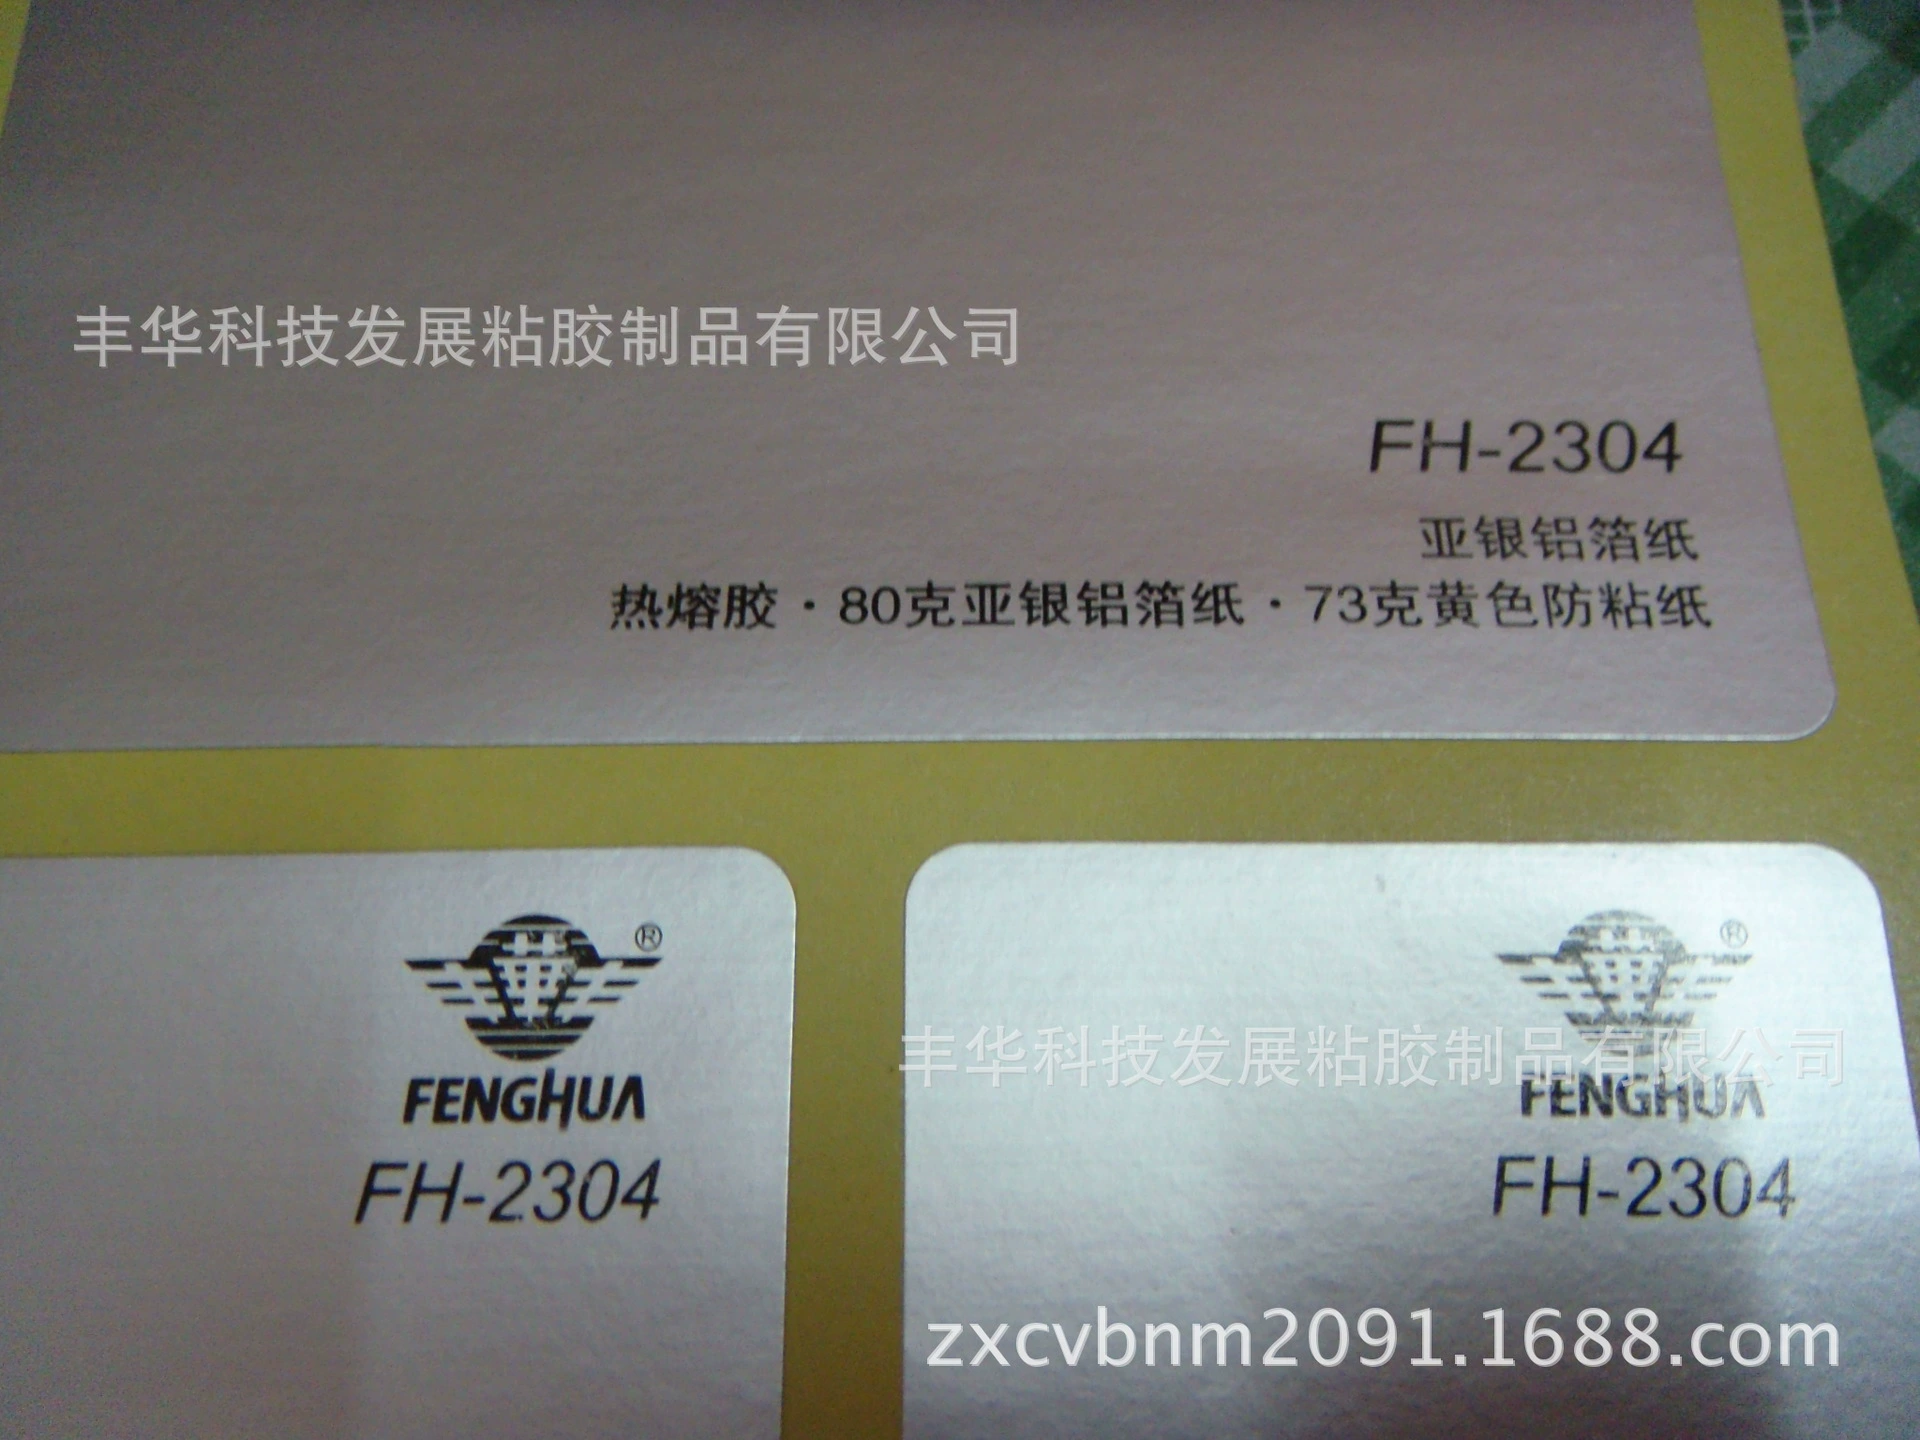 丰华科技发展粘胶制品有限公司
FH-2304
亚银铝箔纸
热熔胶·80克亚银铝箔纸·73克黄色防粘纸
華
®
FENGHUA
FH-2304
華
®
丰华科技发展粘胶制品有限公司
FENGHUA
FH-2304
zxcvbnm2091.1688.com